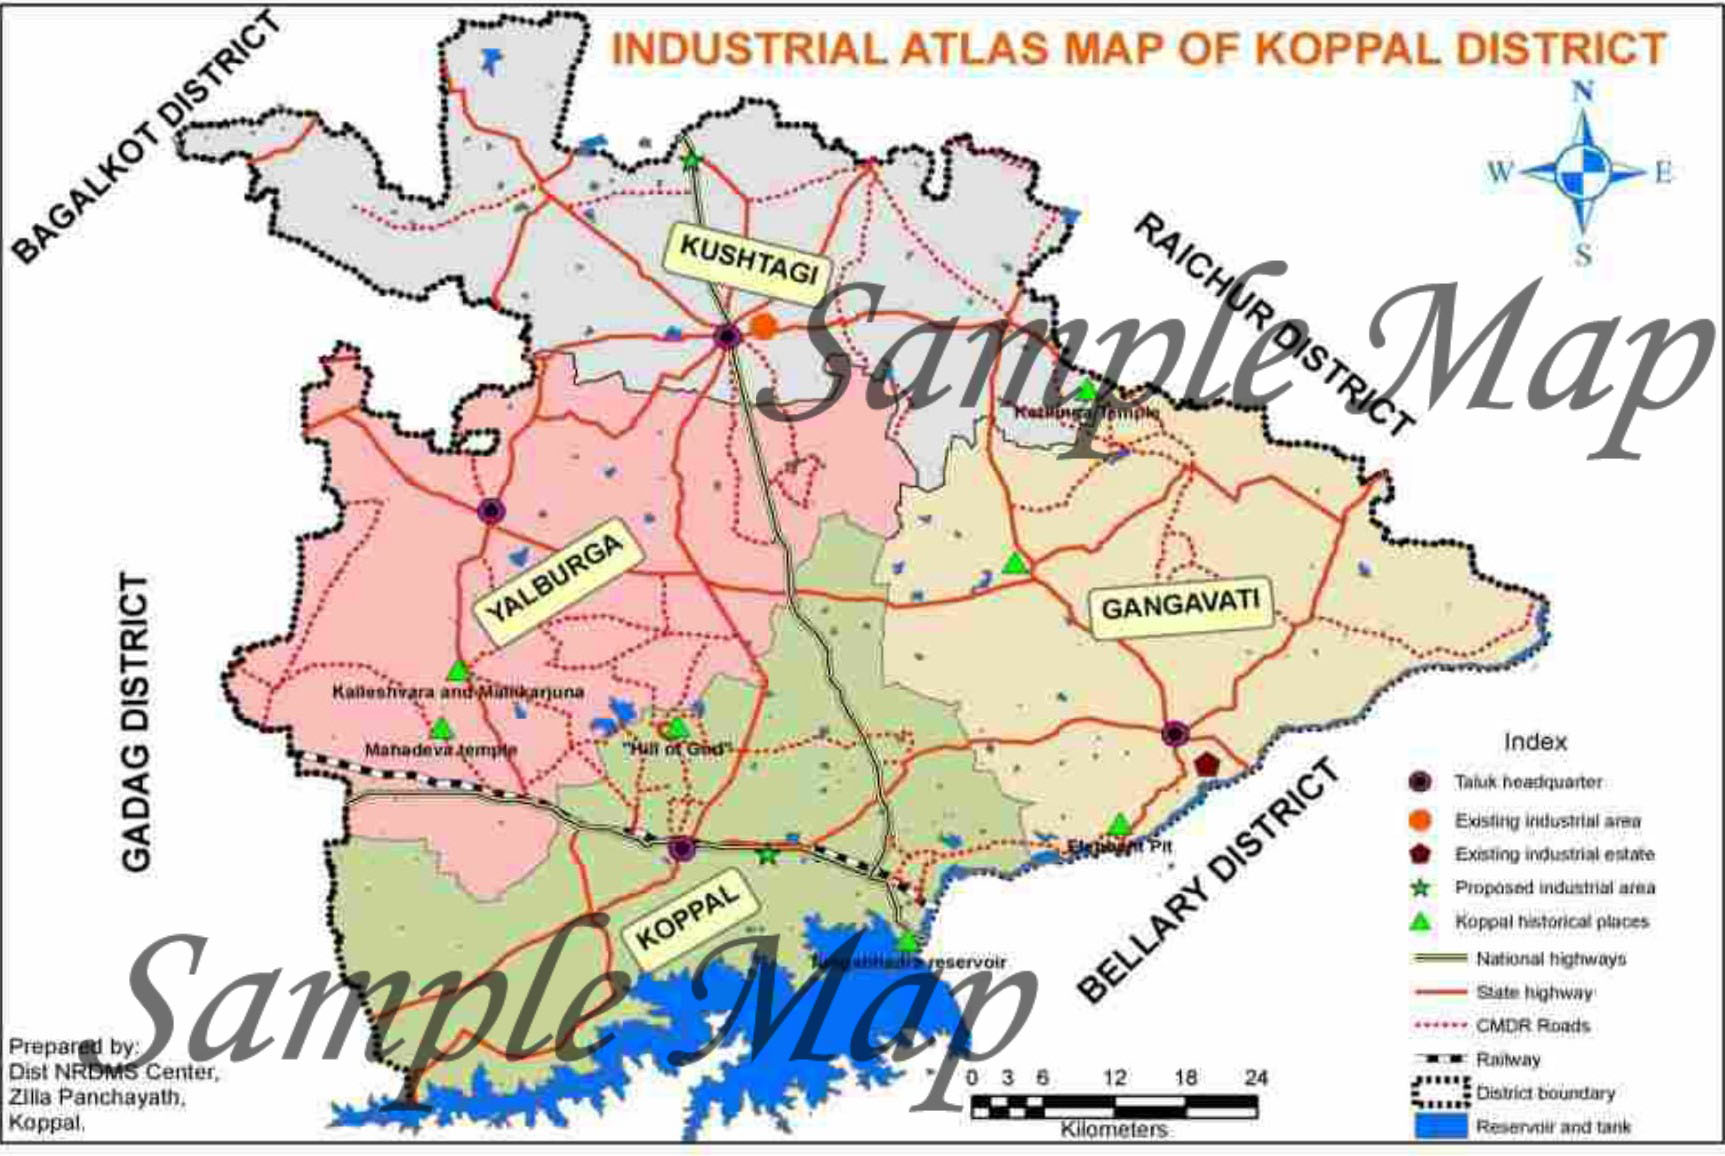 INDUSTRIAL ATLAS MAP OF KOPPAL DISTRICT
BAGALKOT DISTRICT
N
W
E
S
RAICHUR DISTRICT
KUSHTAGI
Sample Map
Temple
YALBURGA
GANGAVATI
GADAG DISTRICT
Kalleshvara and Mallikarjuna
Mahadeva temple
"Hill of God"
Elephant Pit
BELLARY DISTRICT
KOPPAL
reservoir
Sample Map
Prepared by:
Dist NRDMS Center,
Zilla Panchayath,
Koppal.
0 3 6 12 18 24
Kilometers
Index
Taluk headquarter
Existing industrial area
Existing industrial estate
Proposed industrial area
Koppal historical places
National highways
State highway
CMDR Roads
Railway
District boundary
Reservoir and tank